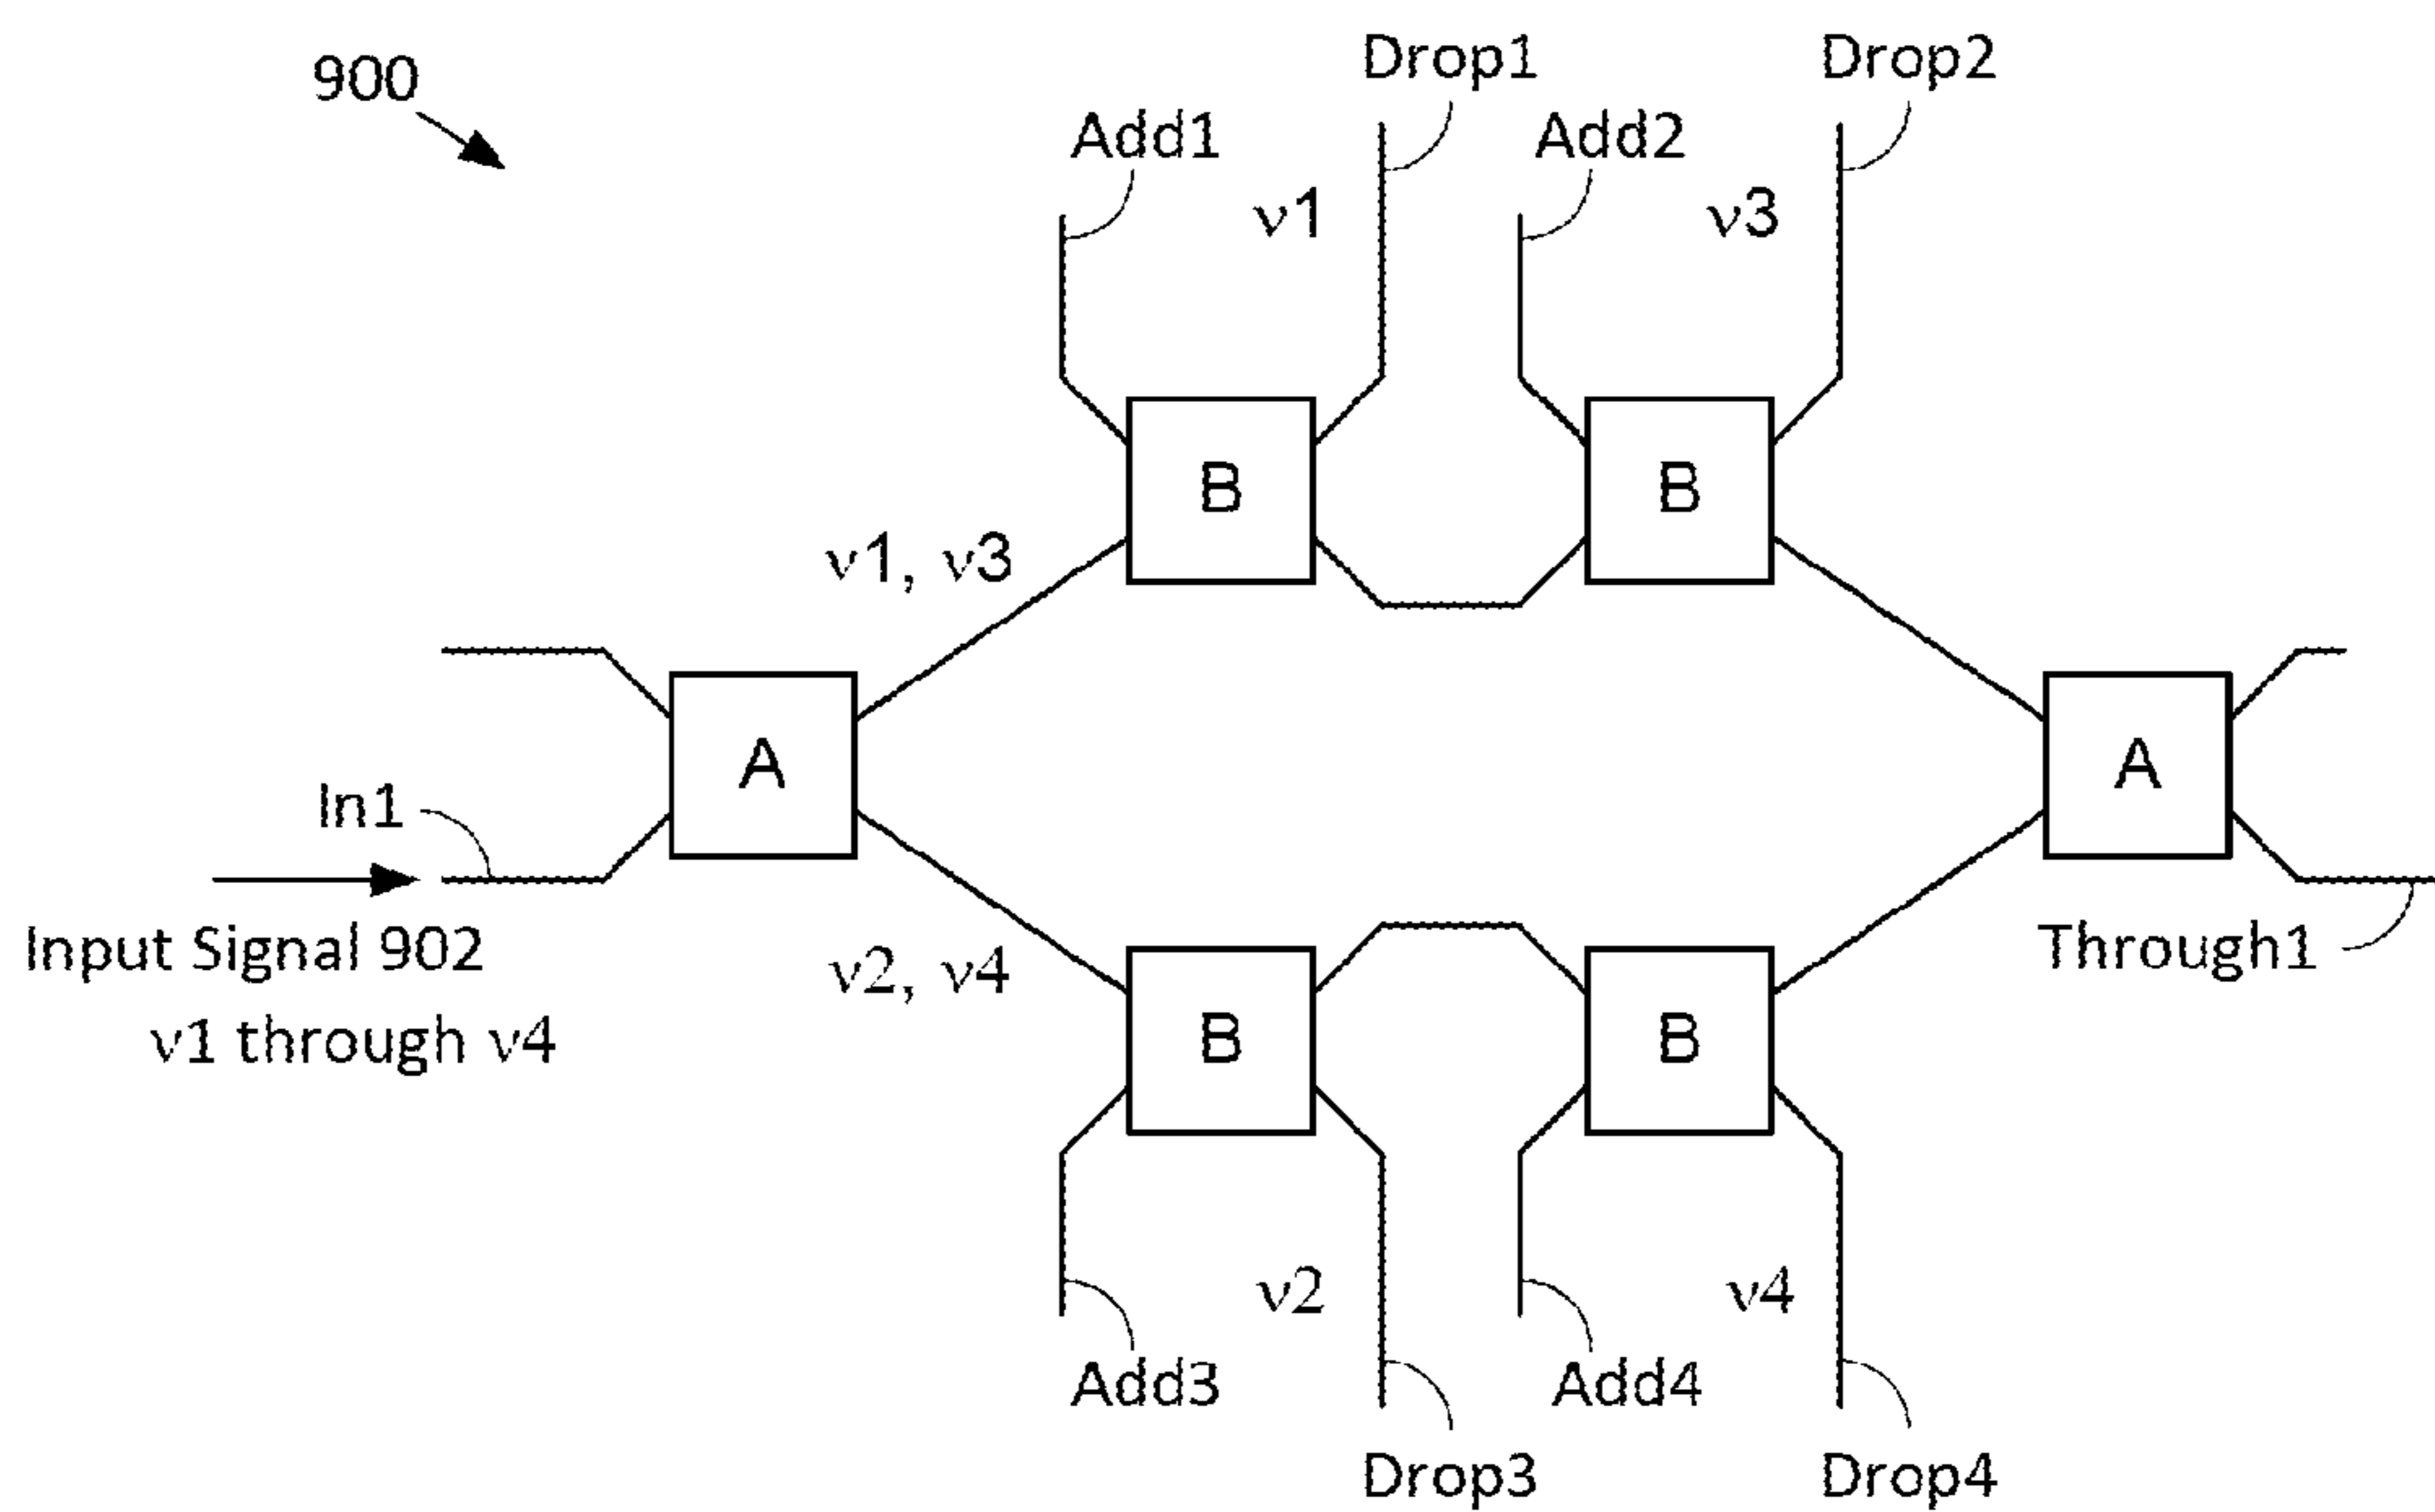 900
Drop1
Drop2
Add1
Add2
ν1
ν3
B
B
ν1, ν3
A
A
In1
Input Signal 902
ν1 through ν4
ν2, ν4
Through1
B
B
ν2
ν4
Add3
Add4
Drop3
Drop4